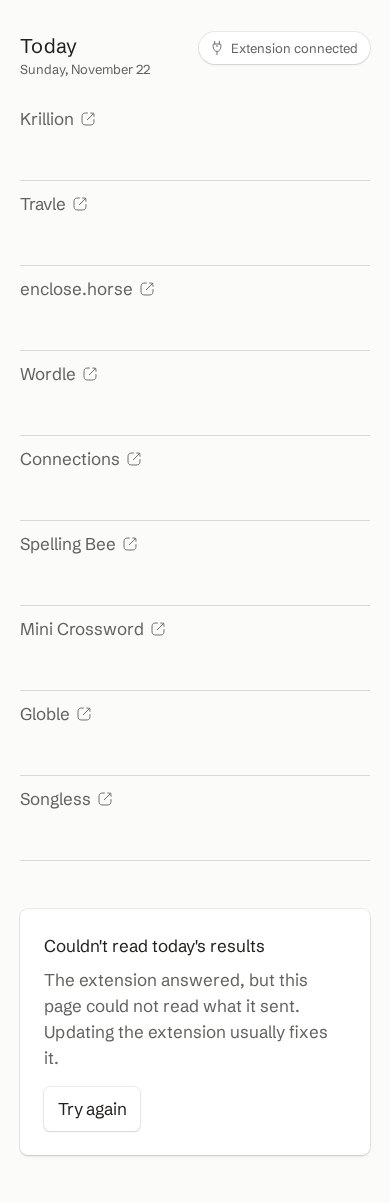 Today
Extension connected
Sunday, November 22
Krillion
Travle
enclose.horse
Wordle
Connections
Spelling Bee
Mini Crossword
Globle
Songless
Couldn't read today's results
The extension answered, but this
page could not read what it sent.
Updating the extension usually fixes
it.
Try again